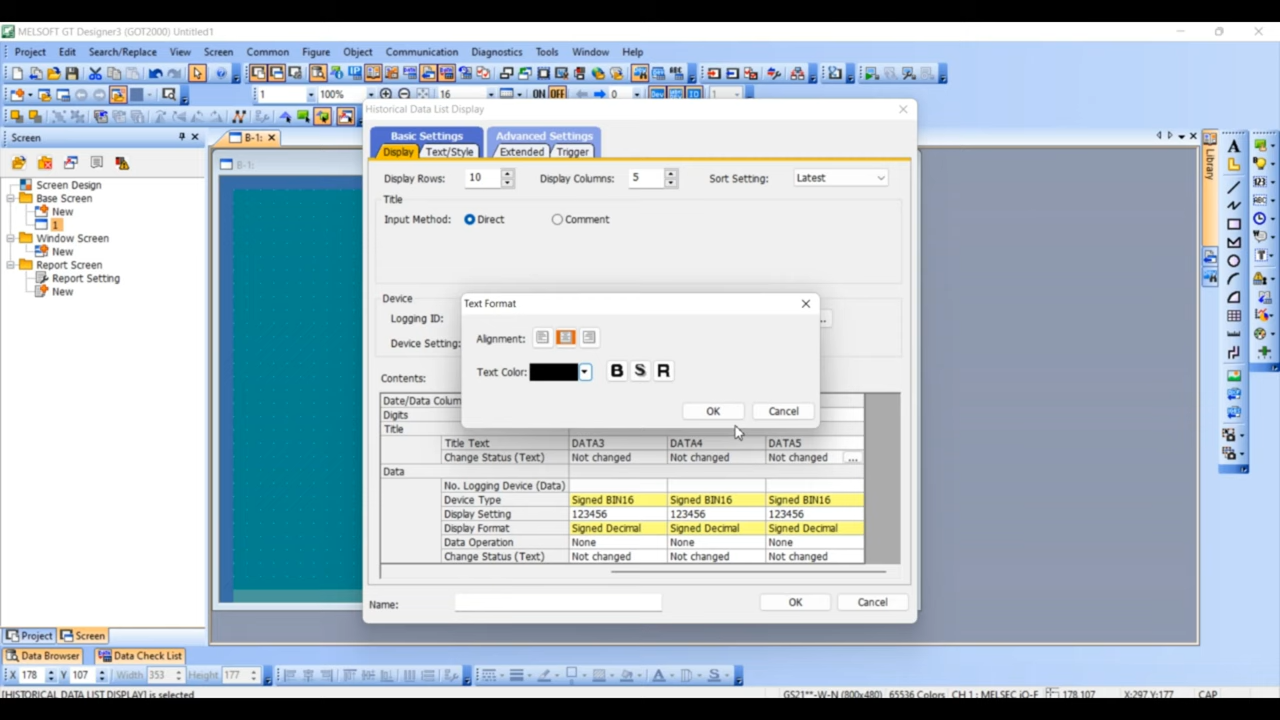 MELSOFT GT Designer3 (GOT2000) Untitled1
Project Edit Search/Replace View Screen Common Figure Object Communication Diagnostics Tools Window Help
1 100% 16 ON OFF 0 1
Historical Data List Display
Screen
B-1:
B-1:
Library
Screen Design
Base Screen
New
1
Window Screen
New
Report Screen
Report Setting
New
Basic Settings Advanced Settings
Display Text/Style Extended Trigger
Display Rows: 10 Display Columns: 5 Sort Setting: Latest
Title
Input Method: Direct Comment
Device
Logging ID:
Device Setting:
Text Format
Alignment:
Text Color: B S R
OK Cancel
Contents:
Date/Data Colum
Digits
Title
Title Text DATA3 DATA4 DATA5
Change Status (Text) Not changed Not changed Not changed ...
Data
No. Logging Device (Data)
Device Type Signed BIN16 Signed BIN16 Signed BIN16
Display Setting 123456 123456 123456
Display Format Signed Decimal Signed Decimal Signed Decimal
Data Operation None None None
Change Status (Text) Not changed Not changed Not changed
Name: OK Cancel
Project Screen
Data Browser Data Check List
X 178 Y 107 Width 353 Height 177
[HISTORICAL DATA LIST DISPLAY] is selected GS21**-W-N (800x480) 65536 Colors CH 1 : MELSEC iQ-F 178,107 X:297,Y:177 CAP